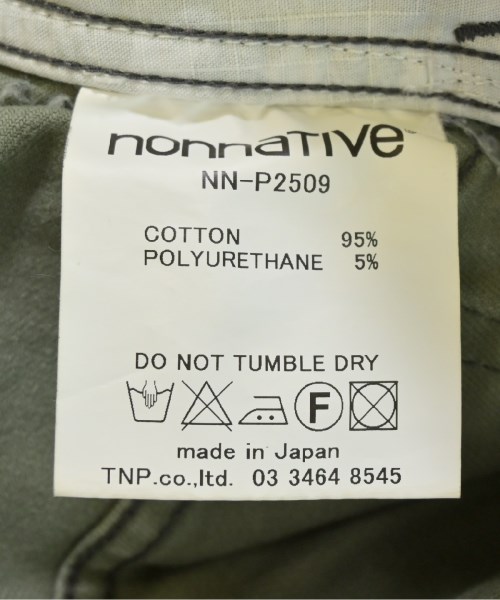 nonnative™
NN-P2509
COTTON 95%
POLYURETHANE 5%
DO NOT TUMBLE DRY
F
made in Japan
TNP.co.,ltd. 03 3464 8545